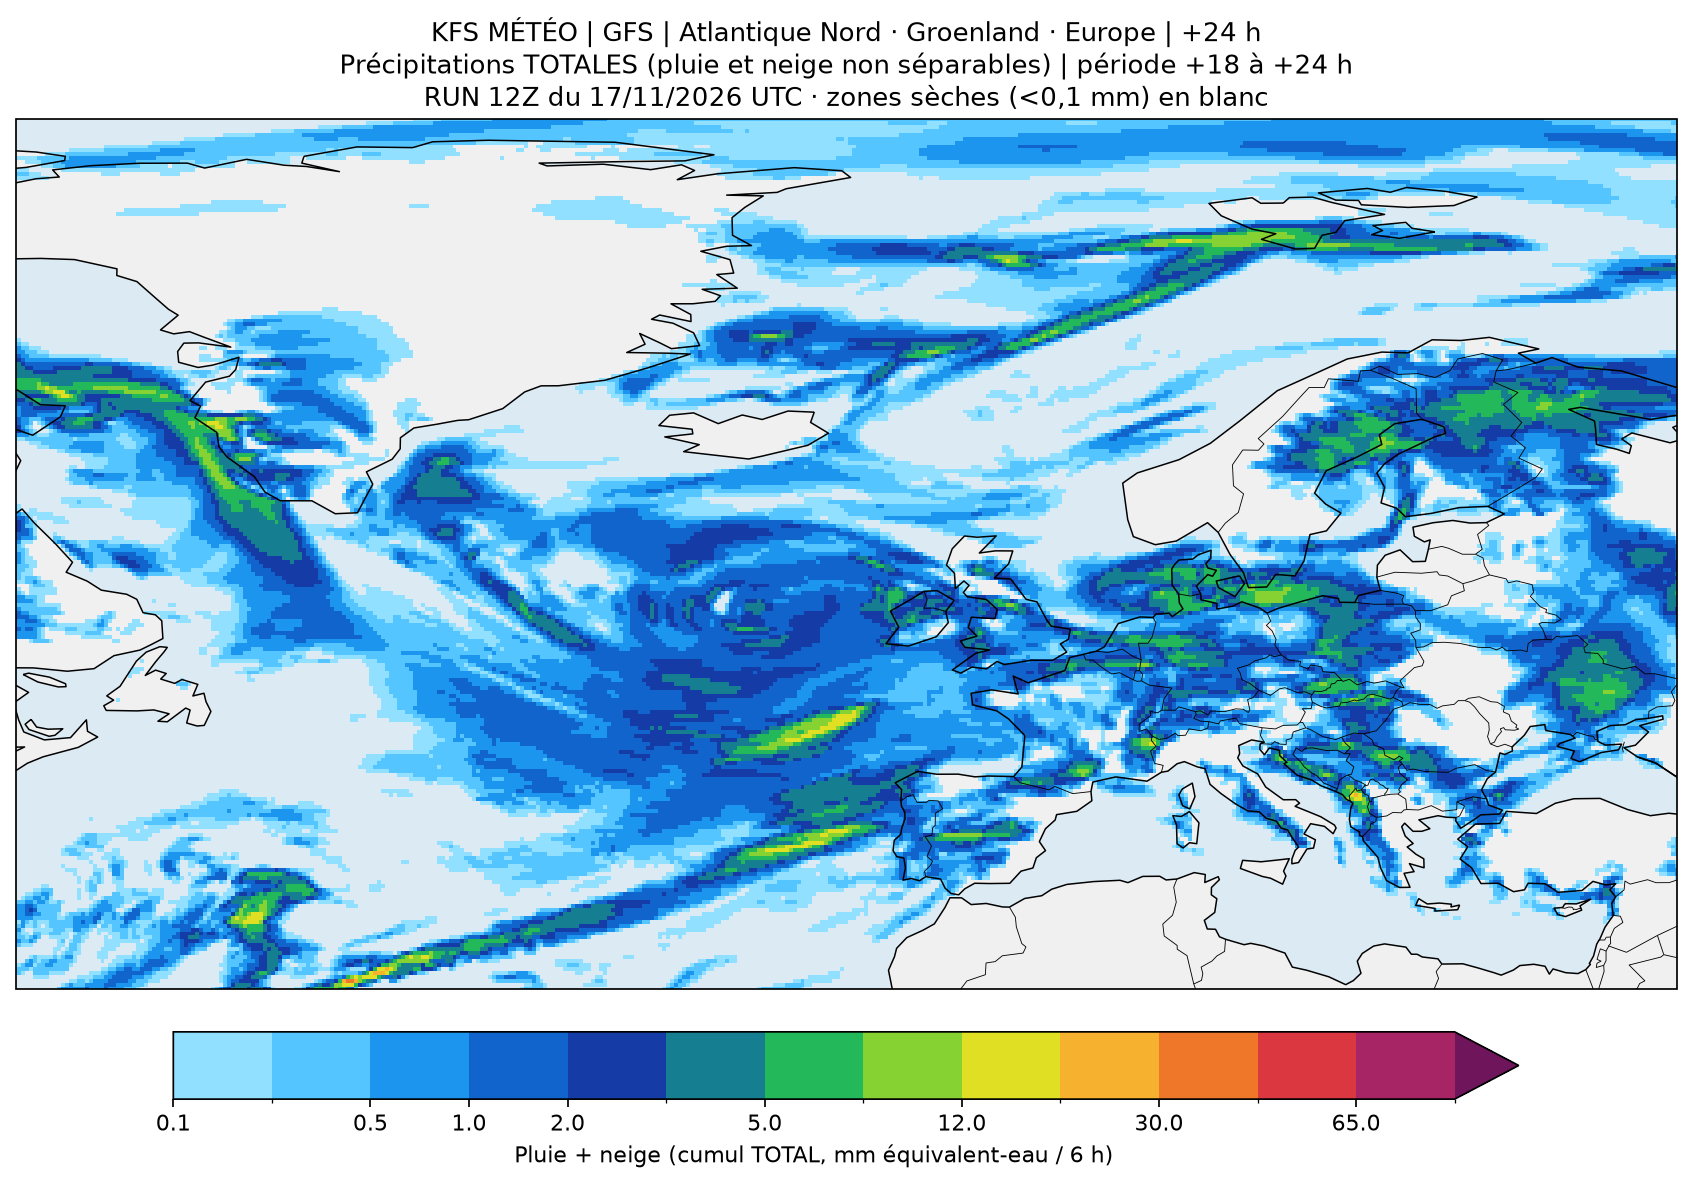 KFS MÉTÉO | GFS | Atlantique Nord · Groenland · Europe | +24 h
Précipitations TOTALES (pluie et neige non séparables) | période +18 à +24 h
RUN 12Z du 17/11/2026 UTC · zones sèches (<0,1 mm) en blanc
0.1 0.5 1.0 2.0 5.0 12.0 30.0 65.0
Pluie + neige (cumul TOTAL, mm équivalent-eau / 6 h)